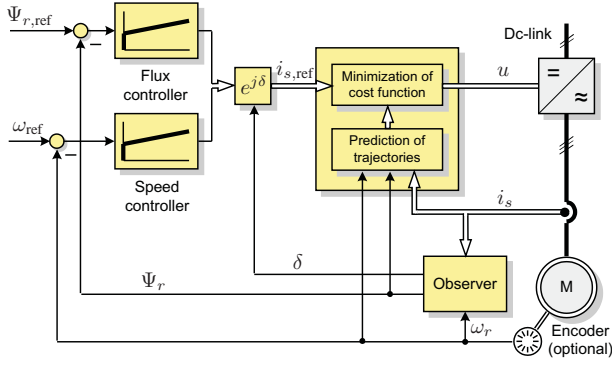 Ψr,ref
Flux
controller
ωref
Speed
controller
e^jδ
is,ref
Minimization of
cost function
Prediction of
trajectories
u
Dc-link
=
≈
is
δ
Ψr
Observer
ωr
M
Encoder
(optional)